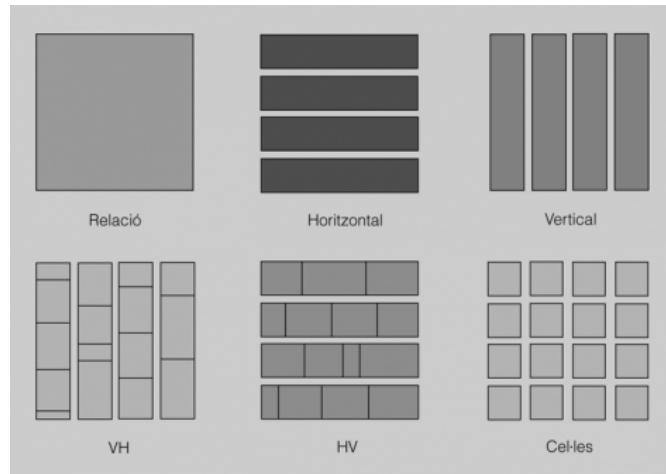 Relació
Horitzontal
Vertical
VH
HV
Cel·les